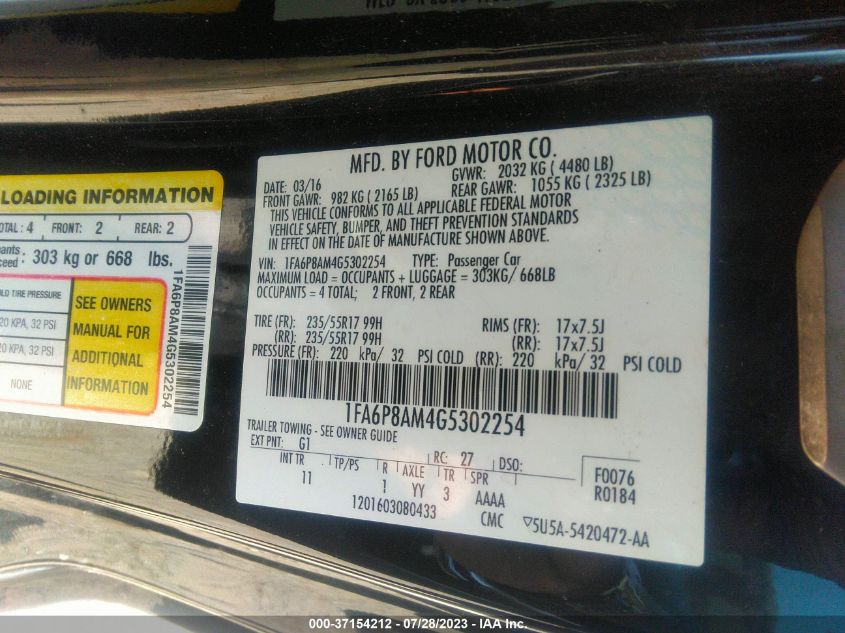 LOADING INFORMATION
TOTAL: 4 FRONT: 2 REAR: 2
303 kg or 668 lbs.
TIRE PRESSURE
SEE OWNERS
MANUAL FOR
ADDITIONAL
INFORMATION
KPA, 32 PSI
KPA, 32 PSI
NONE
1FA6P8AM4G5302254
MFD. BY FORD MOTOR CO.
DATE: 03/16 GVWR: 2032 KG ( 4480 LB)
FRONT GAWR: 982 KG ( 2165 LB) REAR GAWR: 1055 KG ( 2325 LB)
THIS VEHICLE CONFORMS TO ALL APPLICABLE FEDERAL MOTOR
VEHICLE SAFETY, BUMPER, AND THEFT PREVENTION STANDARDS
IN EFFECT ON THE DATE OF MANUFACTURE SHOWN ABOVE.
VIN: 1FA6P8AM4G5302254 TYPE: Passenger Car
MAXIMUM LOAD = OCCUPANTS + LUGGAGE = 303KG/ 668LB
OCCUPANTS = 4 TOTAL; 2 FRONT, 2 REAR
TIRE (FR): 235/55R17 99H RIMS (FR): 17x7.5J
(RR): 235/55R17 99H (RR): 17x7.5J
PRESSURE (FR): 220 kPa/ 32 PSI COLD (RR): 220 kPa/ 32 PSI COLD
1FA6P8AM4G5302254
TRAILER TOWING - SEE OWNER GUIDE
EXT PNT: G1 RC: 27 DSO:
INT TR TP/PS R AXLE TR SPR
11 1 YY 3 AAAA
F0076
R0184
1201603080433 CMC ▽5U5A-5420472-AA
000-37154212 - 07/28/2023 - IAA Inc.